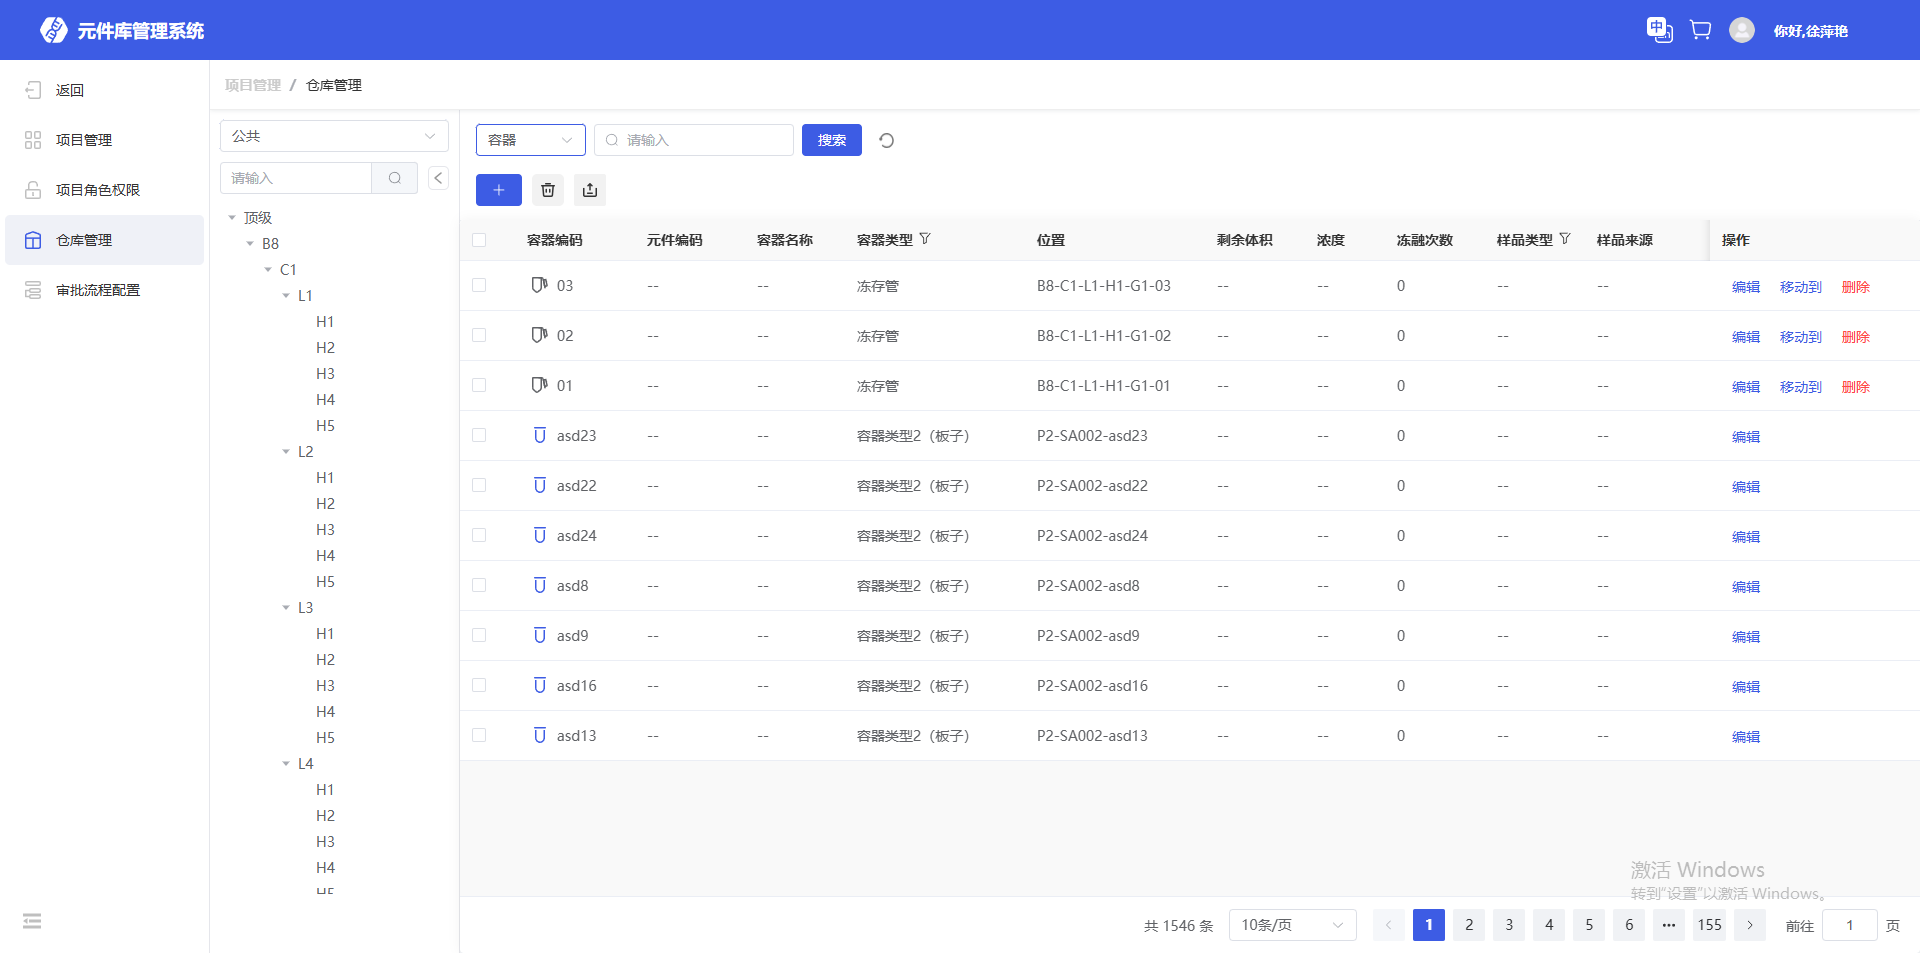 元件库管理系统
中
你好,徐萍艳
返回
项目管理
项目角色权限
仓库管理
审批流程配置
项目管理 / 仓库管理
公共
请输入
顶级
B8
C1
L1
H1
H2
H3
H4
H5
L2
H1
H2
H3
H4
H5
L3
H1
H2
H3
H4
H5
L4
H1
H2
H3
H4
H5
容器 请输入 搜索
容器编码 元件编码 容器名称 容器类型 位置 剩余体积 浓度 冻融次数 样品类型 样品来源 操作
03 -- -- 冻存管 B8-C1-L1-H1-G1-03 -- -- 0 -- -- 编辑 移动到 删除
02 -- -- 冻存管 B8-C1-L1-H1-G1-02 -- -- 0 -- -- 编辑 移动到 删除
01 -- -- 冻存管 B8-C1-L1-H1-G1-01 -- -- 0 -- -- 编辑 移动到 删除
asd23 -- -- 容器类型2（板子） P2-SA002-asd23 -- -- 0 -- -- 编辑
asd22 -- -- 容器类型2（板子） P2-SA002-asd22 -- -- 0 -- -- 编辑
asd24 -- -- 容器类型2（板子） P2-SA002-asd24 -- -- 0 -- -- 编辑
asd8 -- -- 容器类型2（板子） P2-SA002-asd8 -- -- 0 -- -- 编辑
asd9 -- -- 容器类型2（板子） P2-SA002-asd9 -- -- 0 -- -- 编辑
asd16 -- -- 容器类型2（板子） P2-SA002-asd16 -- -- 0 -- -- 编辑
asd13 -- -- 容器类型2（板子） P2-SA002-asd13 -- -- 0 -- -- 编辑
激活 Windows
转到"设置"以激活 Windows。
共 1546 条 10条/页 1 2 3 4 5 6 ··· 155 前往 1 页